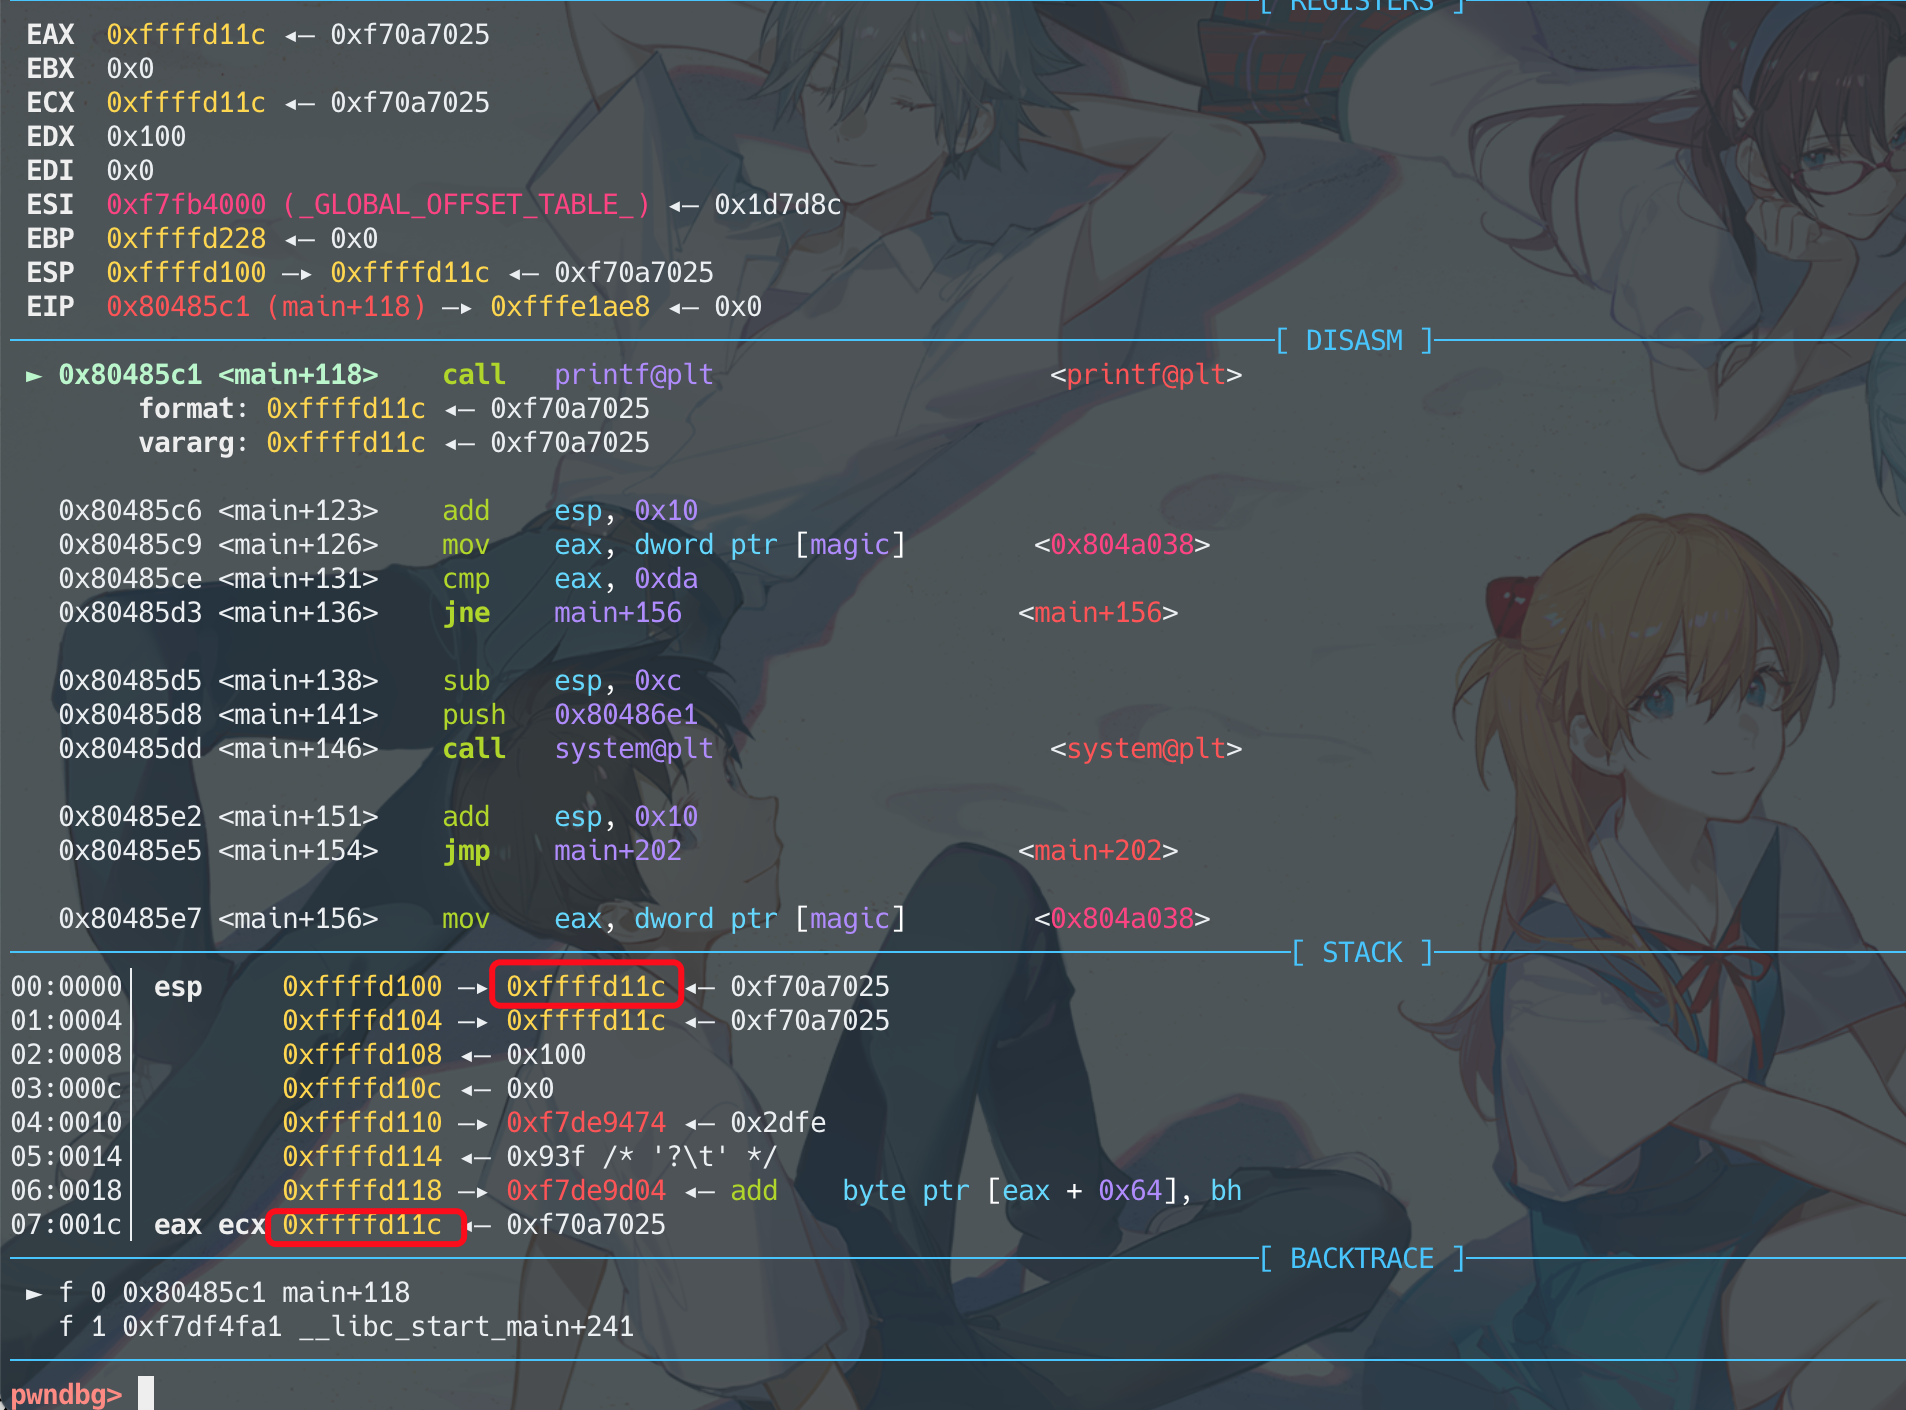 [ REGISTERS ]
EAX 0xffffd11c ◂— 0xf70a7025
EBX 0x0
ECX 0xffffd11c ◂— 0xf70a7025
EDX 0x100
EDI 0x0
ESI 0xf7fb4000 (_GLOBAL_OFFSET_TABLE_) ◂— 0x1d7d8c
EBP 0xffffd228 ◂— 0x0
ESP 0xffffd100 —▸ 0xffffd11c ◂— 0xf70a7025
EIP 0x80485c1 (main+118) —▸ 0xfffe1ae8 ◂— 0x0
[ DISASM ]
► 0x80485c1 <main+118> call printf@plt <printf@plt>
format: 0xffffd11c ◂— 0xf70a7025
vararg: 0xffffd11c ◂— 0xf70a7025
0x80485c6 <main+123> add esp, 0x10
0x80485c9 <main+126> mov eax, dword ptr [magic] <0x804a038>
0x80485ce <main+131> cmp eax, 0xda
0x80485d3 <main+136> jne main+156 <main+156>
0x80485d5 <main+138> sub esp, 0xc
0x80485d8 <main+141> push 0x80486e1
0x80485dd <main+146> call system@plt <system@plt>
0x80485e2 <main+151> add esp, 0x10
0x80485e5 <main+154> jmp main+202 <main+202>
0x80485e7 <main+156> mov eax, dword ptr [magic] <0x804a038>
[ STACK ]
00:0000│ esp 0xffffd100 —▸ 0xffffd11c ◂— 0xf70a7025
01:0004│ 0xffffd104 —▸ 0xffffd11c ◂— 0xf70a7025
02:0008│ 0xffffd108 ◂— 0x100
03:000c│ 0xffffd10c ◂— 0x0
04:0010│ 0xffffd110 —▸ 0xf7de9474 ◂— 0x2dfe
05:0014│ 0xffffd114 ◂— 0x93f /* '?\t' */
06:0018│ 0xffffd118 —▸ 0xf7de9d04 ◂— add byte ptr [eax + 0x64], bh
07:001c│ eax ecx 0xffffd11c ◂— 0xf70a7025
[ BACKTRACE ]
► f 0 0x80485c1 main+118
f 1 0xf7df4fa1 __libc_start_main+241
pwndbg>